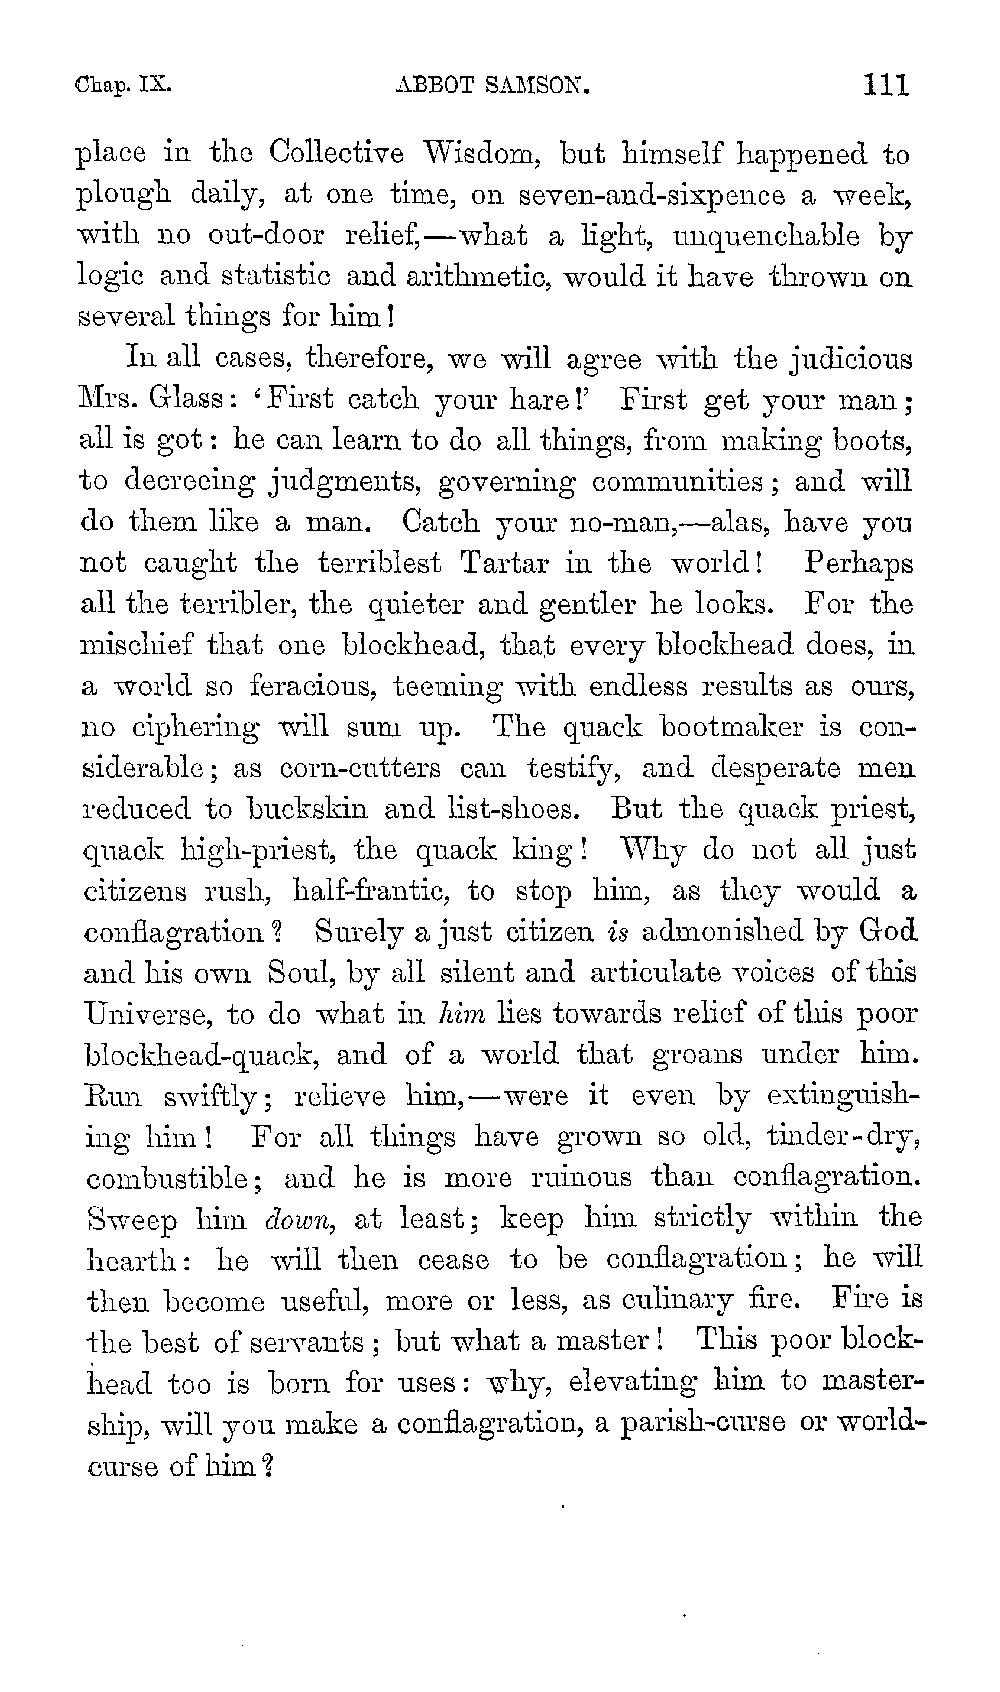 Chap. IX. ABBOT SAMSON. 111
place in the Collective Wisdom, but himself happened to
plough daily, at one time, on seven-and-sixpence a week,
with no out-door relief,—what a light, unquenchable by
logic and statistic and arithmetic, would it have thrown on
several things for him!
In all cases, therefore, we will agree with the judicious
Mrs. Glass: ‘First catch your hare!’ First get your man;
all is got: he can learn to do all things, from making boots,
to decreeing judgments, governing communities; and will
do them like a man. Catch your no-man,—alas, have you
not caught the terriblest Tartar in the world! Perhaps
all the terribler, the quieter and gentler he looks. For the
mischief that one blockhead, that every blockhead does, in
a world so feracious, teeming with endless results as ours,
no ciphering will sum up. The quack bootmaker is con-
siderable; as corn-cutters can testify, and desperate men
reduced to buckskin and list-shoes. But the quack priest,
quack high-priest, the quack king! Why do not all just
citizens rush, half-frantic, to stop him, as they would a
conflagration? Surely a just citizen is admonished by God
and his own Soul, by all silent and articulate voices of this
Universe, to do what in him lies towards relief of this poor
blockhead-quack, and of a world that groans under him.
Run swiftly; relieve him,—were it even by extinguish-
ing him! For all things have grown so old, tinder-dry,
combustible; and he is more ruinous than conflagration.
Sweep him down, at least; keep him strictly within the
hearth: he will then cease to be conflagration; he will
then become useful, more or less, as culinary fire. Fire is
the best of servants; but what a master! This poor block-
head too is born for uses: why, elevating him to master-
ship, will you make a conflagration, a parish-curse or world-
curse of him?